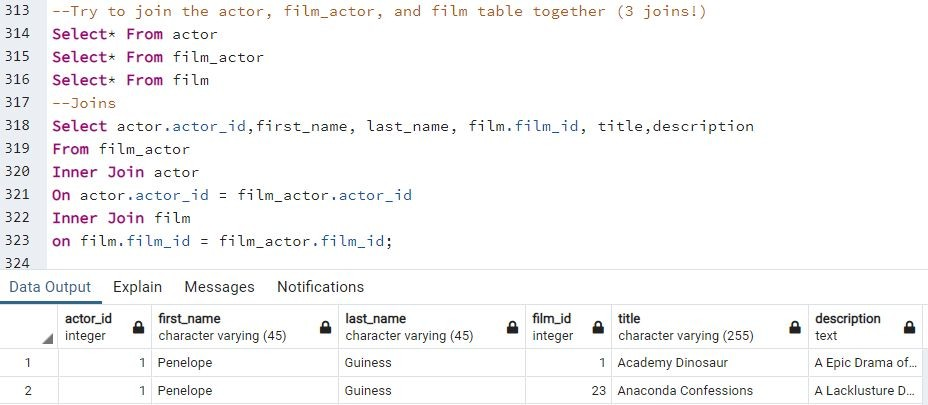 313 --Try to join the actor, film_actor, and film table together (3 joins!)
314 Select* From actor
315 Select* From film_actor
316 Select* From film
317 --Joins
318 Select actor.actor_id,first_name, last_name, film.film_id, title,description
319 From film_actor
320 Inner Join actor
321 On actor.actor_id = film_actor.actor_id
322 Inner Join film
323 on film.film_id = film_actor.film_id;
324
Data Output Explain Messages Notifications
actor_id first_name last_name film_id title description
integer character varying (45) character varying (45) integer character varying (255) text
1 1 Penelope Guiness 1 Academy Dinosaur A Epic Drama of...
2 1 Penelope Guiness 23 Anaconda Confessions A Lacklusture D...